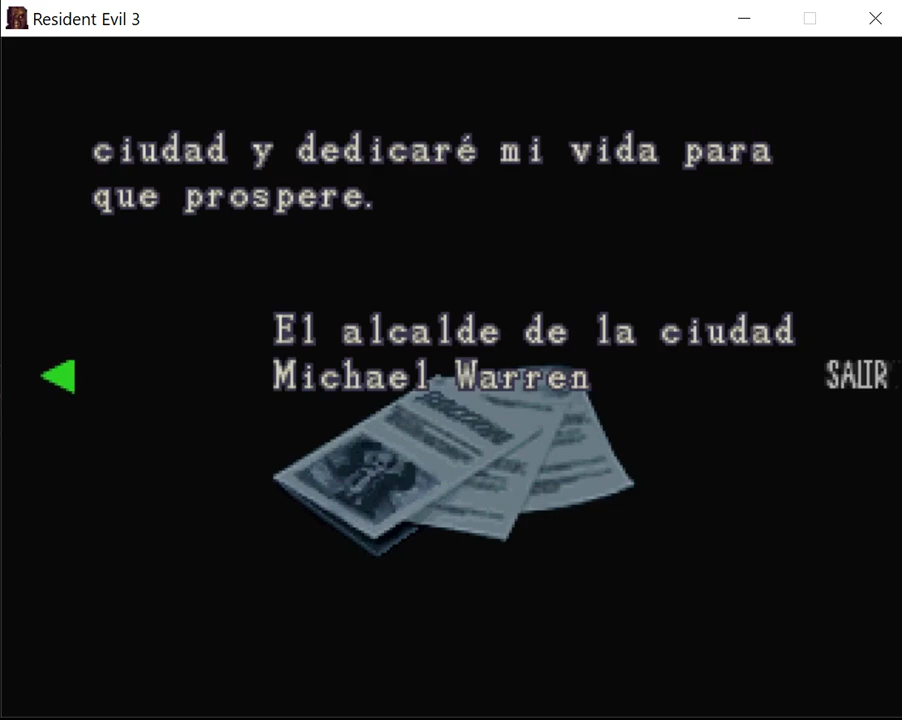 Resident Evil 3
ciudad y dedicaré mi vida para
que prospere.
El alcalde de la ciudad
Michael Warren
SALIR